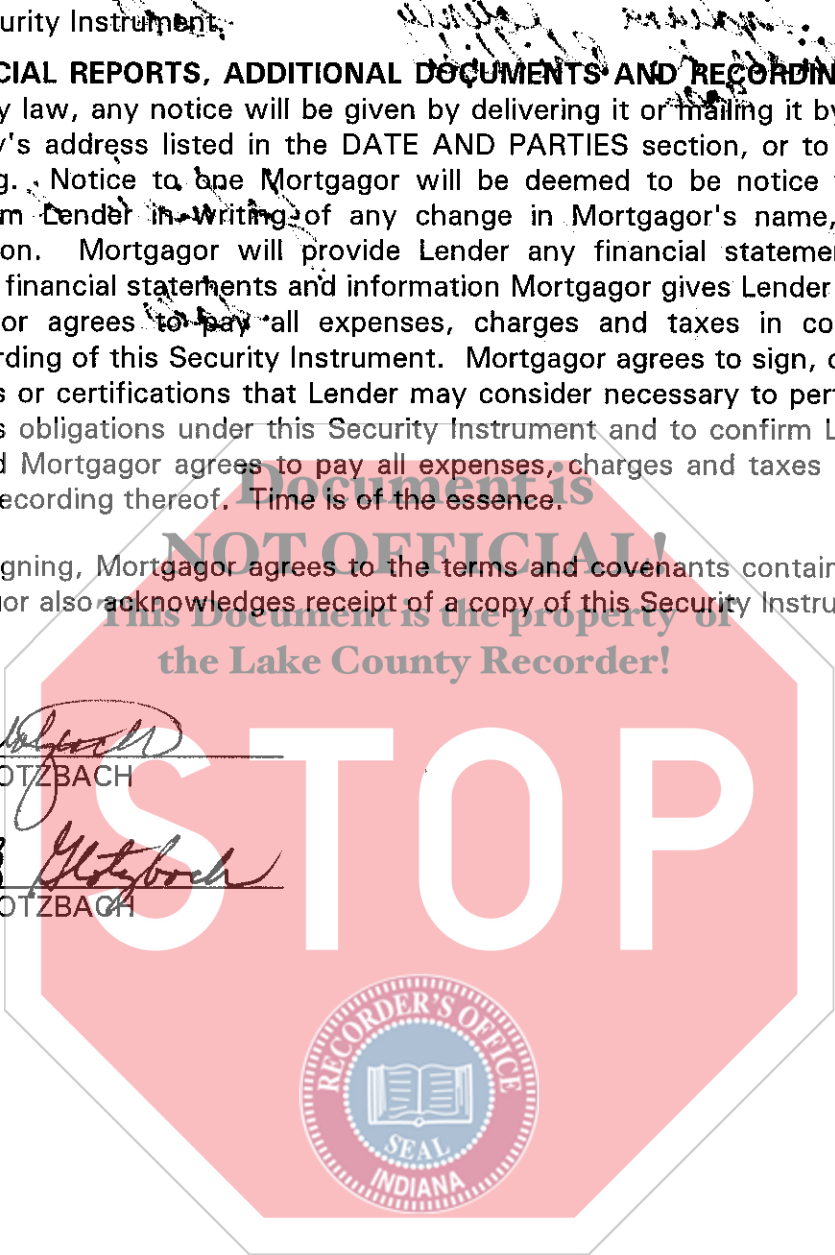 urity Instrument.
CIAL REPORTS, ADDITIONAL DOCUMENTS AND RECORDIN
y law, any notice will be given by delivering it or mailing it by
y's address listed in the DATE AND PARTIES section, or to
g. Notice to one Mortgagor will be deemed to be notice
m Lender in writing of any change in Mortgagor's name,
on. Mortgagor will provide Lender any financial stateme
financial statements and information Mortgagor gives Lender
or agrees to pay all expenses, charges and taxes in co
rding of this Security Instrument. Mortgagor agrees to sign,
s or certifications that Lender may consider necessary to per
s obligations under this Security Instrument and to confirm L
d Mortgagor agrees to pay all expenses, charges and taxes
ecording thereof. Time is of the essence.
Document is
NOT OFFICIAL!
gning, Mortgagor agrees to the terms and covenants contain
or also acknowledges receipt of a copy of this Security Instru
This Document is the property of
the Lake County Recorder!
OTZBACH
Glotzbach
OTZBACH
STOP
RECORDER'S OFFICE
SEAL
INDIANA